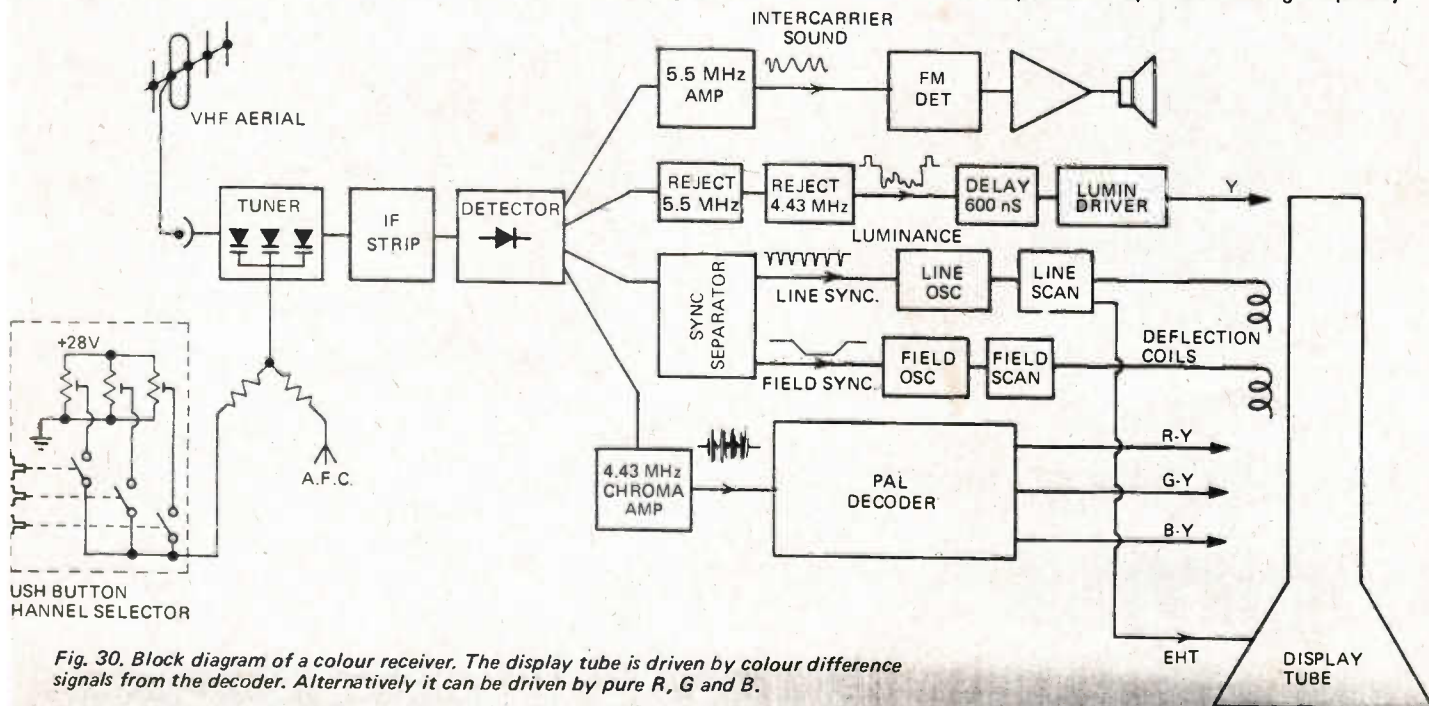 INTERCARRIER
SOUND
5.5 MHz
AMP
FM
DET
VHF AERIAL
REJECT
5.5 MHz
REJECT
4.43 MHz
DELAY
600 nS
LUMIN
DRIVER
Y
TUNER
IF
STRIP
DETECTOR
LUMINANCE
SYNC
SEPARATOR
LINE SYNC.
LINE
OSC
LINE
SCAN
DEFLECTION
COILS
FIELD SYNC.
FIELD
OSC
FIELD
SCAN
+28V
A.F.C.
4.43 MHz
CHROMA
AMP
PAL
DECODER
R-Y
G-Y
B-Y
USH BUTTON
HANNEL SELECTOR
EHT
DISPLAY
TUBE
Fig. 30. Block diagram of a colour receiver. The display tube is driven by colour difference
signals from the decoder. Alternatively it can be driven by pure R, G and B.